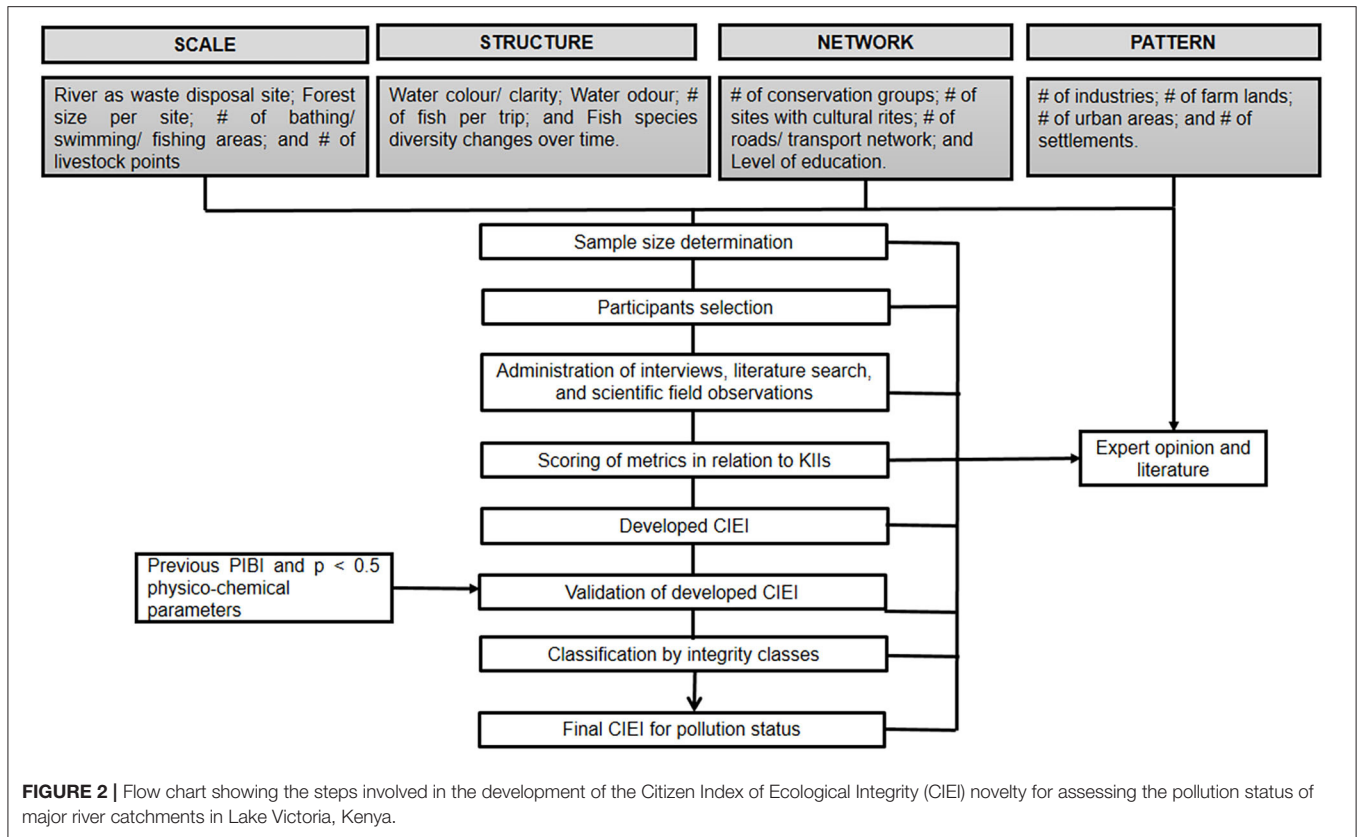 SCALE
STRUCTURE
NETWORK
PATTERN
River as waste disposal site; Forest
size per site; # of bathing/
swimming/ fishing areas; and # of
livestock points
Water colour/ clarity; Water odour; #
of fish per trip; and Fish species
diversity changes over time.
# of conservation groups; # of
sites with cultural rites; # of
roads/ transport network; and
Level of education.
# of industries; # of farm lands;
# of urban areas; and # of
settlements.
Sample size determination
Participants selection
Administration of interviews, literature search,
and scientific field observations
Scoring of metrics in relation to KIIs
Expert opinion and
literature
Developed CIEI
Previous PIBI and p < 0.5
physico-chemical
parameters
Validation of developed CIEI
Classification by integrity classes
Final CIEI for pollution status
FIGURE 2 | Flow chart showing the steps involved in the development of the Citizen Index of Ecological Integrity (CIEI) novelty for assessing the pollution status of
major river catchments in Lake Victoria, Kenya.